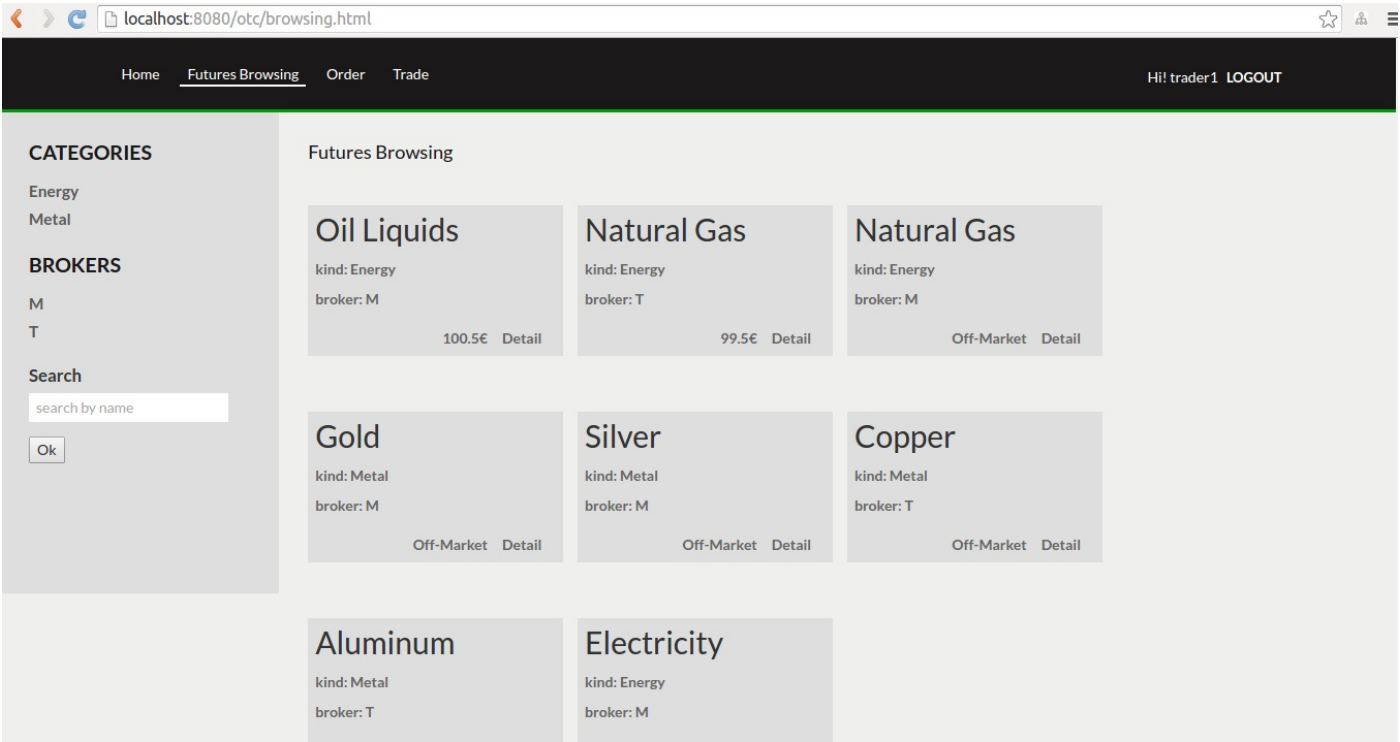 localhost:8080/otc/browsing.html
Home Futures Browsing Order Trade Hi! trader1 LOGOUT
CATEGORIES
Energy
Metal
BROKERS
M
T
Search
search by name
Ok
Futures Browsing
Oil Liquids
kind: Energy
broker: M
100.5€ Detail
Natural Gas
kind: Energy
broker: T
99.5€ Detail
Natural Gas
kind: Energy
broker: M
Off-Market Detail
Gold
kind: Metal
broker: M
Off-Market Detail
Silver
kind: Metal
broker: M
Off-Market Detail
Copper
kind: Metal
broker: T
Off-Market Detail
Aluminum
kind: Metal
broker: T
Electricity
kind: Energy
broker: M